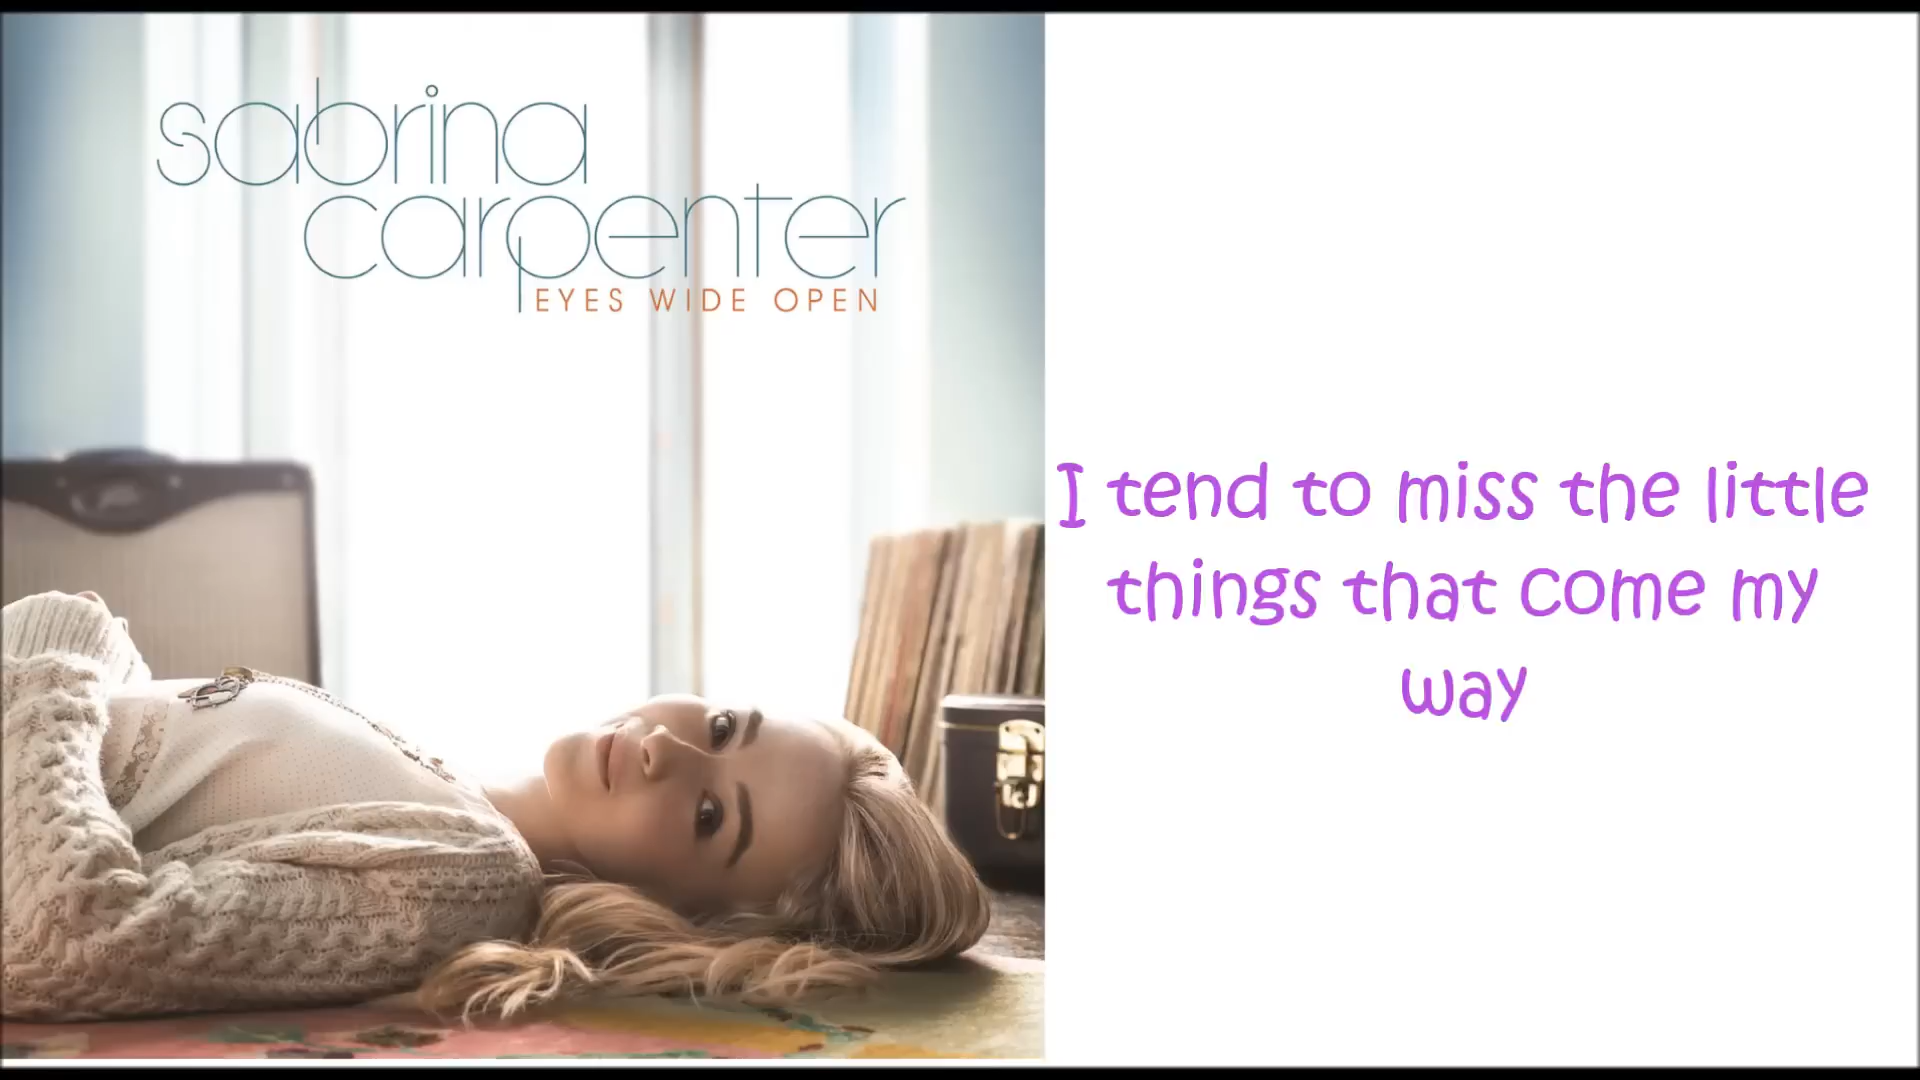 sabrina
carpenter
EYES WIDE OPEN
I tend to miss the little
things that come my
way